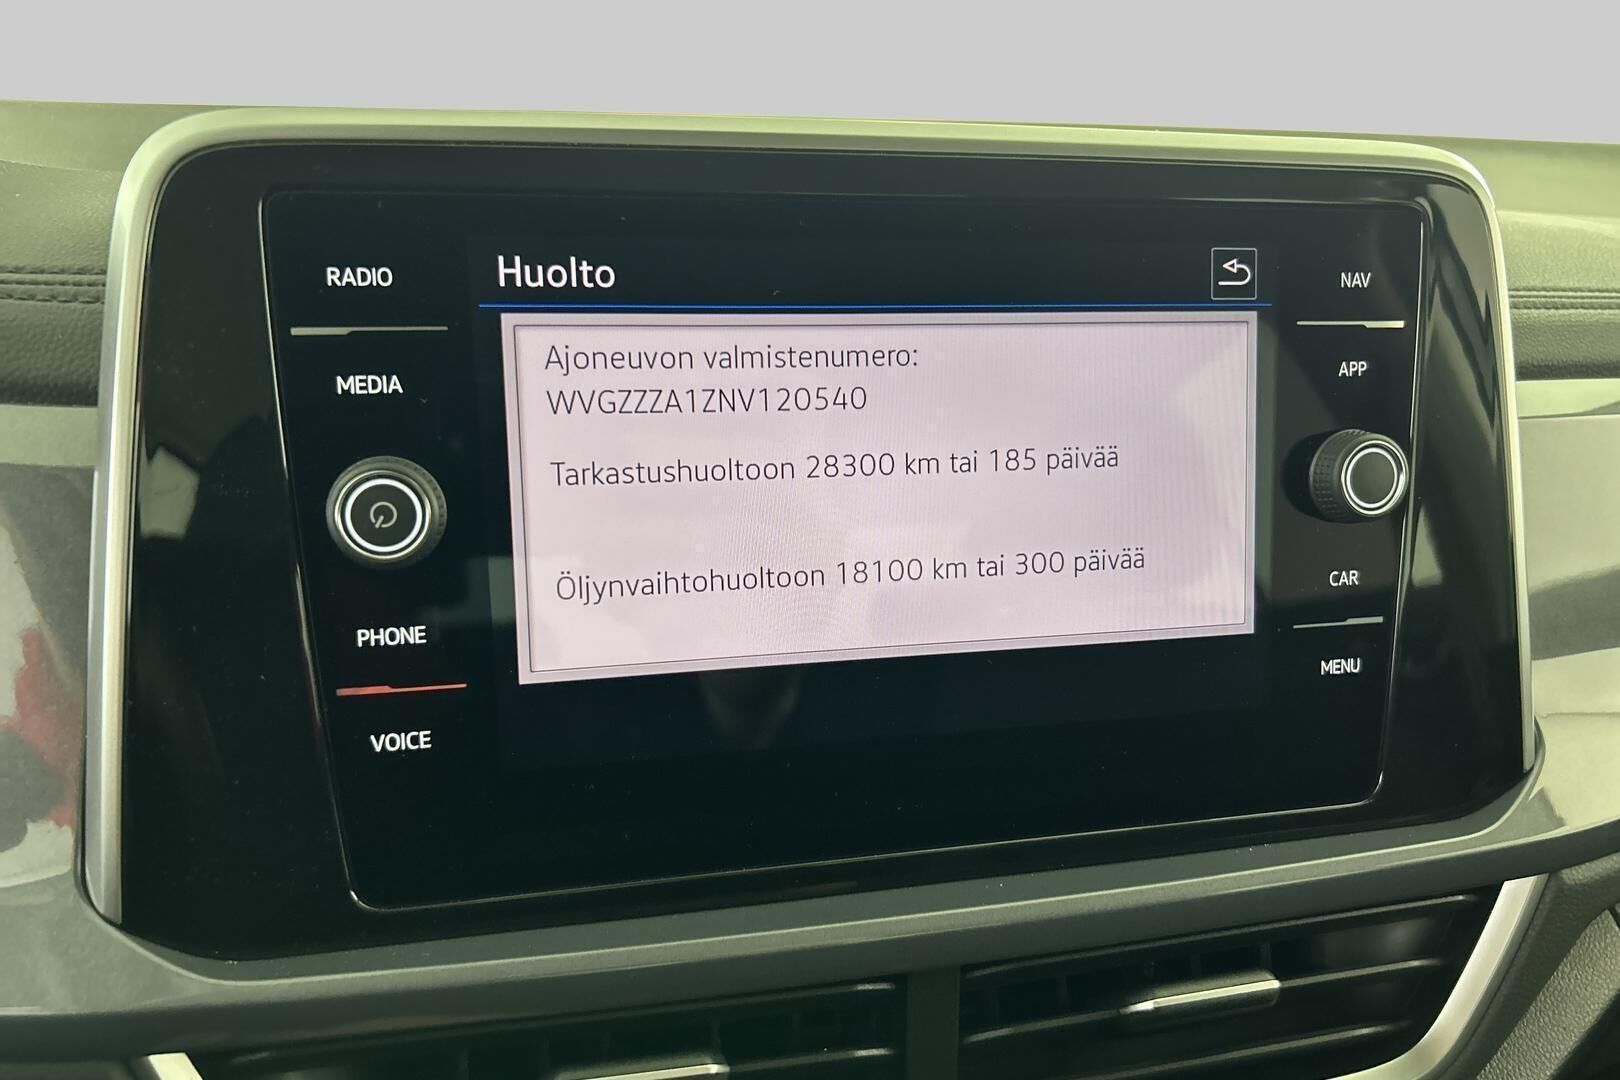 Huolto
RADIO
MEDIA
PHONE
VOICE
Ajoneuvon valmistenumero:
WVGZZZA1ZNV120540
Tarkastushuoltoon 28300 km tai 185 päivää
Öljynvaihtohuoltoon 18100 km tai 300 päivää
NAV
APP
CAR
MENU